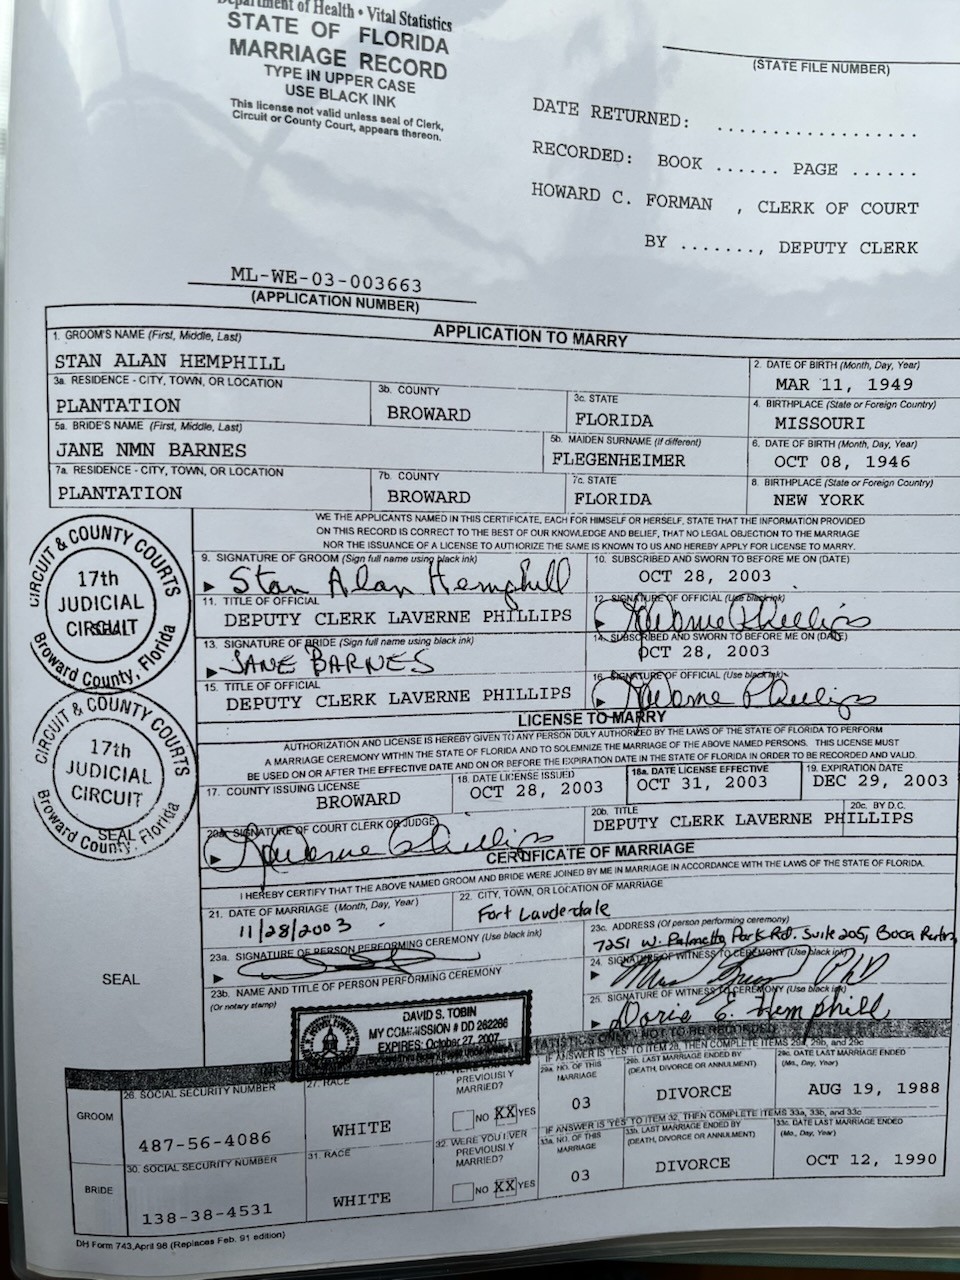 Department of Health • Vital Statistics
STATE OF FLORIDA
MARRIAGE RECORD
TYPE IN UPPER CASE
USE BLACK INK
This license not valid unless seal of Clerk,
Circuit or County Court, appears thereon.
(STATE FILE NUMBER)
DATE RETURNED: ..................
RECORDED: BOOK ...... PAGE ......
HOWARD C. FORMAN , CLERK OF COURT
BY ......., DEPUTY CLERK
ML-WE-03-003663
(APPLICATION NUMBER)
APPLICATION TO MARRY
1. GROOM'S NAME (First, Middle, Last)
STAN ALAN HEMPHILL
2. DATE OF BIRTH (Month, Day, Year)
MAR 11, 1949
3a. RESIDENCE - CITY, TOWN, OR LOCATION
PLANTATION
3b. COUNTY
BROWARD
3c. STATE
FLORIDA
4. BIRTHPLACE (State or Foreign Country)
MISSOURI
5a. BRIDE'S NAME (First, Middle, Last)
JANE NMN BARNES
5b. MAIDEN SURNAME (If different)
FLEGENHEIMER
6. DATE OF BIRTH (Month, Day, Year)
OCT 08, 1946
7a. RESIDENCE - CITY, TOWN, OR LOCATION
PLANTATION
7b. COUNTY
BROWARD
7c. STATE
FLORIDA
8. BIRTHPLACE (State or Foreign Country)
NEW YORK
WE THE APPLICANTS NAMED IN THIS CERTIFICATE, EACH FOR HIMSELF OR HERSELF, STATE THAT THE INFORMATION PROVIDED
ON THIS RECORD IS CORRECT TO THE BEST OF OUR KNOWLEDGE AND BELIEF, THAT NO LEGAL OBJECTION TO THE MARRIAGE
NOR THE ISSUANCE OF A LICENSE TO AUTHORIZE THE SAME IS KNOWN TO US AND HEREBY APPLY FOR LICENSE TO MARRY.
CIRCUIT & COUNTY COURTS
17th
JUDICIAL
CIRCUIT
SEAL
Broward County, Florida
9. SIGNATURE OF GROOM (Sign full name using black ink)
Stan Alan Hemphill
10. SUBSCRIBED AND SWORN TO BEFORE ME ON (DATE)
OCT 28, 2003
11. TITLE OF OFFICIAL
DEPUTY CLERK LAVERNE PHILLIPS
12. SIGNATURE OF OFFICIAL (Use black ink)
Laverne Phillips
13. SIGNATURE OF BRIDE (Sign full name using black ink)
JANE BARNES
14. SUBSCRIBED AND SWORN TO BEFORE ME ON (DATE)
OCT 28, 2003
15. TITLE OF OFFICIAL
DEPUTY CLERK LAVERNE PHILLIPS
16. SIGNATURE OF OFFICIAL (Use black ink)
Laverne Phillips
LICENSE TO MARRY
AUTHORIZATION AND LICENSE IS HEREBY GIVEN TO ANY PERSON DULY AUTHORIZED BY THE LAWS OF THE STATE OF FLORIDA TO PERFORM
A MARRIAGE CEREMONY WITHIN THE STATE OF FLORIDA AND TO SOLEMNIZE THE MARRIAGE OF THE ABOVE NAMED PERSONS. THIS LICENSE MUST
BE USED ON OR AFTER THE EFFECTIVE DATE AND ON OR BEFORE THE EXPIRATION DATE IN THE STATE OF FLORIDA IN ORDER TO BE RECORDED AND VALID.
CIRCUIT & COUNTY COURTS
17th
JUDICIAL
CIRCUIT
SEAL
Broward County, Florida
17. COUNTY ISSUING LICENSE
BROWARD
18. DATE LICENSE ISSUED
OCT 28, 2003
18a. DATE LICENSE EFFECTIVE
OCT 31, 2003
19. EXPIRATION DATE
DEC 29, 2003
20a. SIGNATURE OF COURT CLERK OR JUDGE
Laverne Phillips
20b. TITLE
DEPUTY CLERK LAVERNE PHILLIPS
20c. BY D.C.
CERTIFICATE OF MARRIAGE
I HEREBY CERTIFY THAT THE ABOVE NAMED GROOM AND BRIDE WERE JOINED BY ME IN MARRIAGE IN ACCORDANCE WITH THE LAWS OF THE STATE OF FLORIDA.
21. DATE OF MARRIAGE (Month, Day, Year)
11/28/2003
22. CITY, TOWN, OR LOCATION OF MARRIAGE
Fort Lauderdale
23a. SIGNATURE OF PERSON PERFORMING CEREMONY (Use black ink)
23c. ADDRESS (Of person performing ceremony)
7251 W. Palmetto Park Rd. Suite 205, Boca Raton
23b. NAME AND TITLE OF PERSON PERFORMING CEREMONY
(Or notary stamp)
24. SIGNATURE OF WITNESS TO CEREMONY (Use black ink)
PhD
25. SIGNATURE OF WITNESS TO CEREMONY (Use black ink)
Doris E. Hemphill
SEAL
DAVID S. TOBIN
MY COMMISSION # DD 262266
EXPIRES: October 27, 2007
STATISTICS ONLY, NOT TO BE RECORDED
GROOM
26. SOCIAL SECURITY NUMBER
487-56-4086
27. RACE
WHITE
PREVIOUSLY
MARRIED?
NO XX YES
IF ANSWER IS 'YES' TO ITEM 28, THEN COMPLETE ITEMS 29a, 29b, and 29c
29a. NO. OF THIS
MARRIAGE
03
29b. LAST MARRIAGE ENDED BY
(DEATH, DIVORCE OR ANNULMENT)
DIVORCE
29c. DATE LAST MARRIAGE ENDED
(Mo., Day, Year)
AUG 19, 1988
BRIDE
30. SOCIAL SECURITY NUMBER
138-38-4531
31. RACE
WHITE
32. WERE YOU EVER
PREVIOUSLY
MARRIED?
NO XX YES
IF ANSWER IS 'YES' TO ITEM 32, THEN COMPLETE ITEMS 33a, 33b, and 33c
33a. NO. OF THIS
MARRIAGE
03
33b. LAST MARRIAGE ENDED BY
(DEATH, DIVORCE OR ANNULMENT)
DIVORCE
33c. DATE LAST MARRIAGE ENDED
(Mo., Day, Year)
OCT 12, 1990
DH Form 743,April 98 (Replaces Feb. 91 edition)